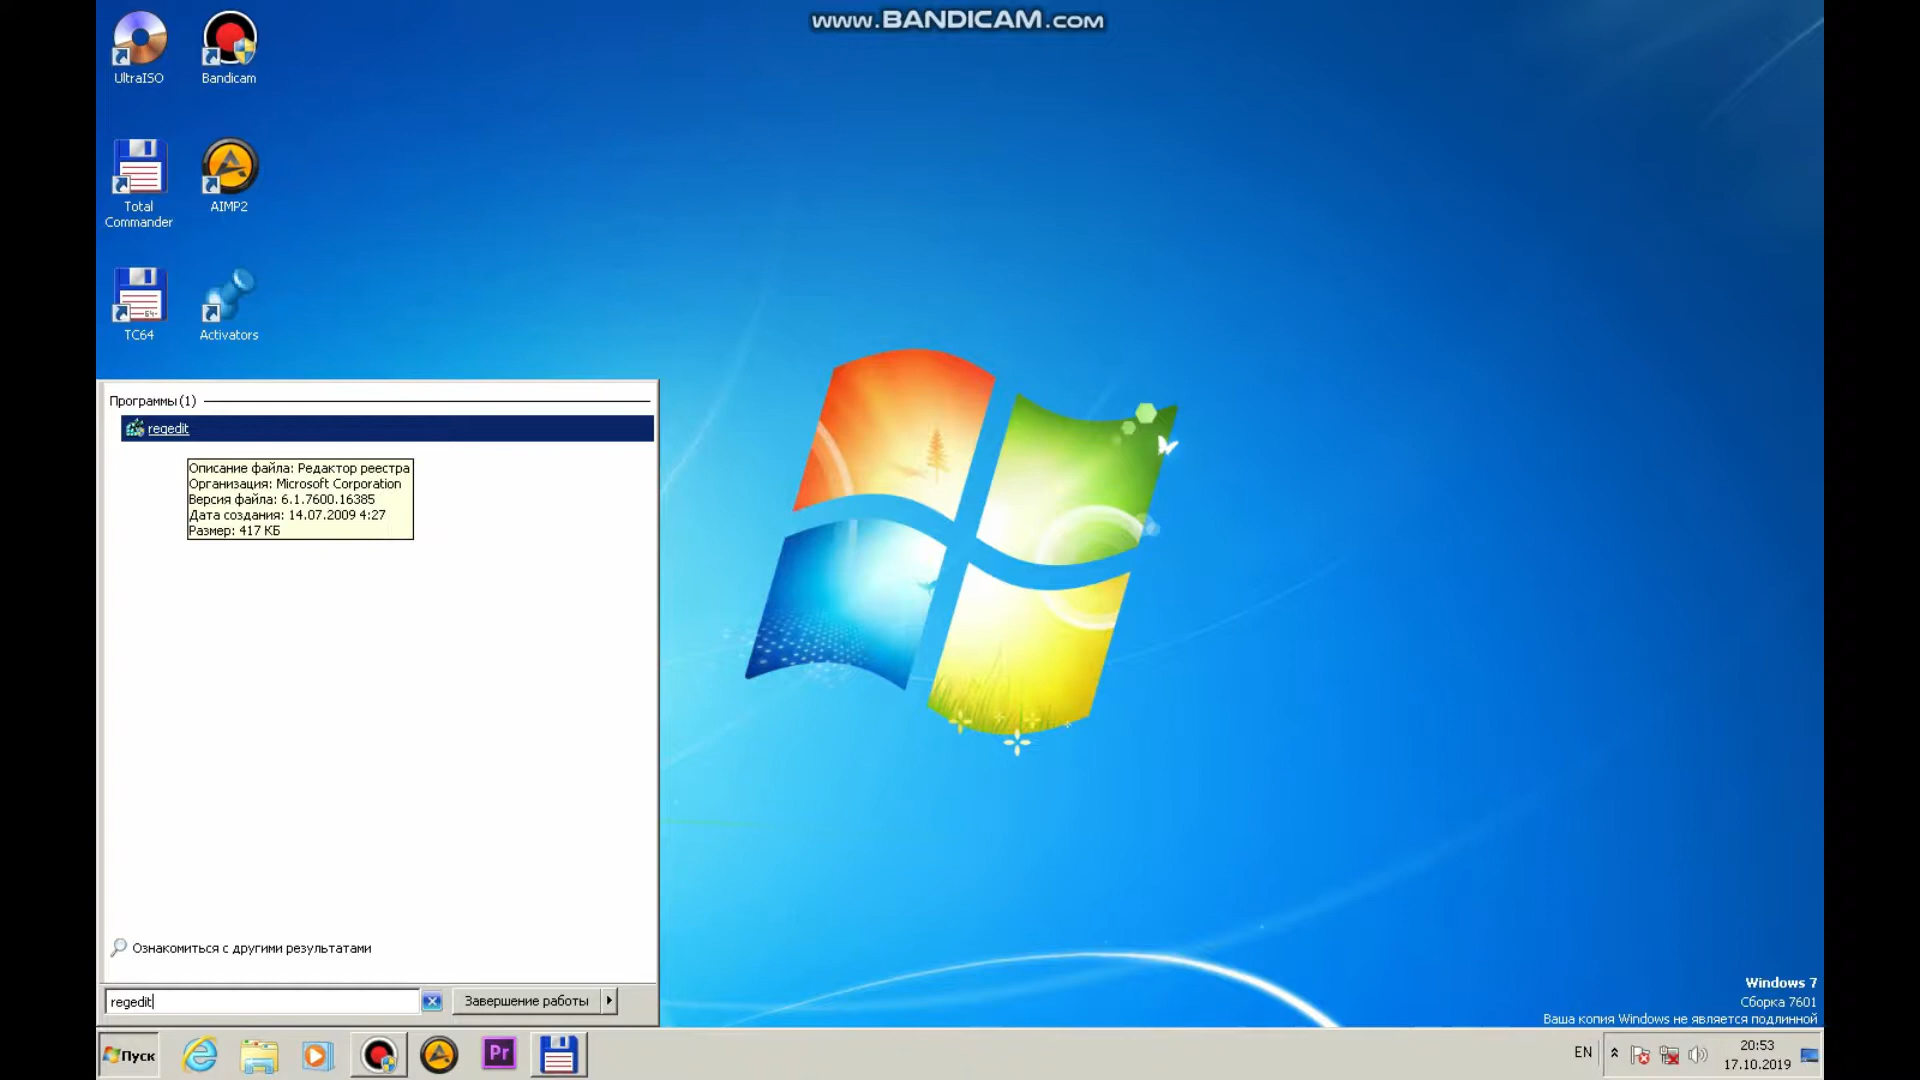 www.BANDICAM.com
UltraISO
Bandicam
Total
Commander
AIMP2
TC64
-64-
Activators
Программы (1)
regedit
Описание файла: Редактор реестра
Организация: Microsoft Corporation
Версия файла: 6.1.7600.16385
Дата создания: 14.07.2009 4:27
Размер: 417 КБ
Ознакомиться с другими результатами
regedit
Завершение работы
Windows 7
Сборка 7601
Ваша копия Windows не является подлинной
Пуск
Pr
EN
20:53
17.10.2019